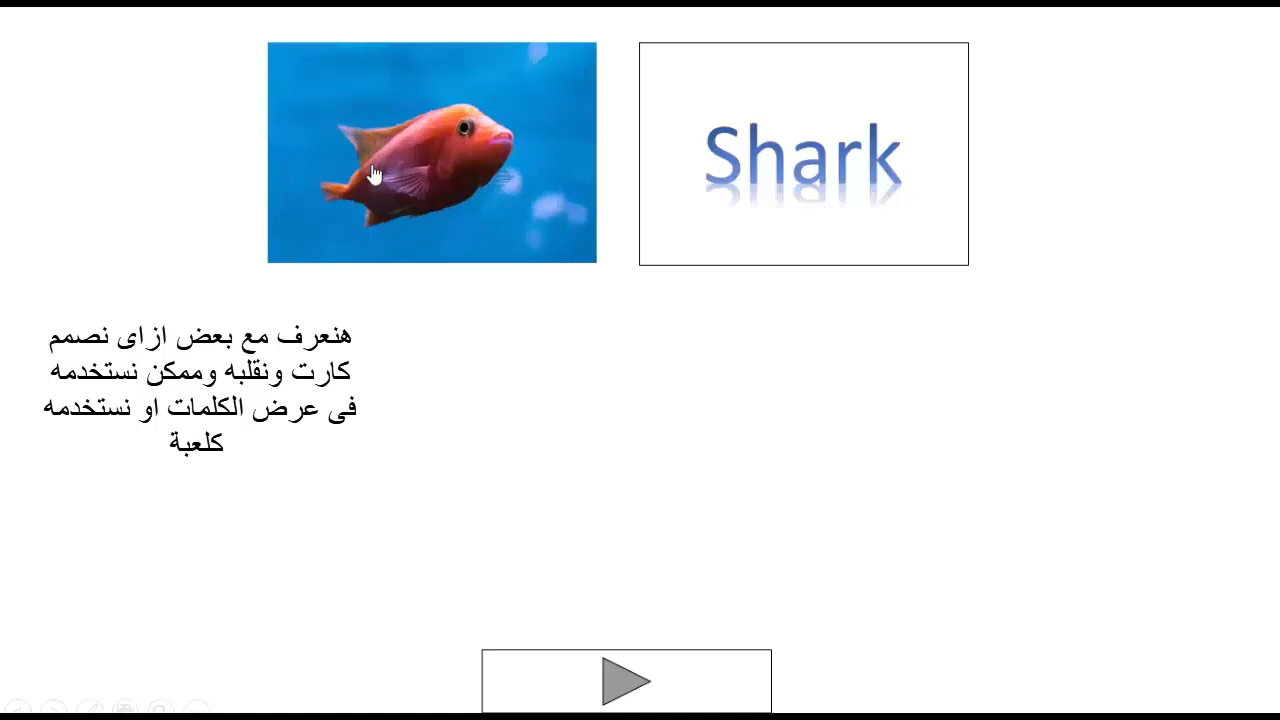 Shark
هنعرف مع بعض ازاى نصمم
كارت ونقلبه وممكن نستخدمه
فى عرض الكلمات او نستخدمه
كلعبة